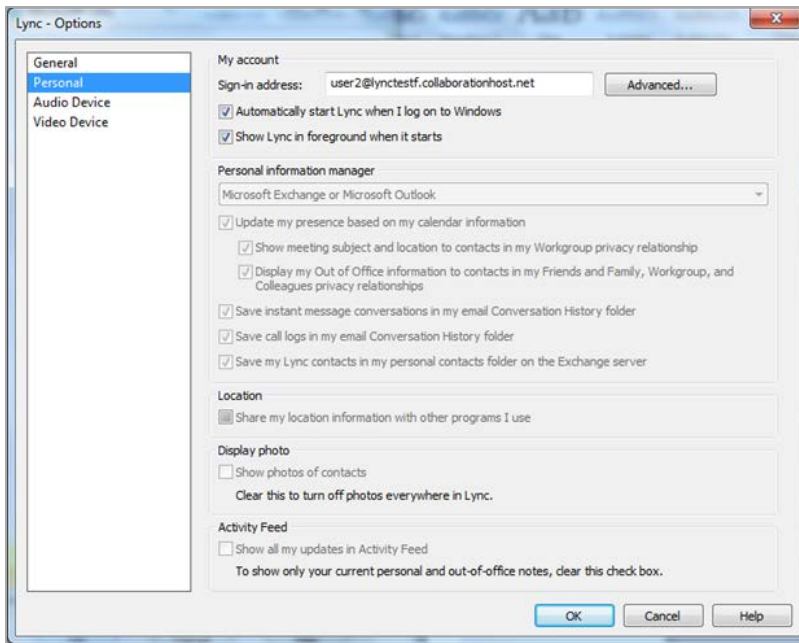 Lync - Options
General
Personal
Audio Device
Video Device
My account
Sign-in address: user2@lynctestf.collaborationhost.net Advanced...
Automatically start Lync when I log on to Windows
Show Lync in foreground when it starts
Personal information manager
Microsoft Exchange or Microsoft Outlook
Update my presence based on my calendar information
Show meeting subject and location to contacts in my Workgroup privacy relationship
Display my Out of Office information to contacts in my Friends and Family, Workgroup, and
Colleagues privacy relationships
Save instant message conversations in my email Conversation History folder
Save call logs in my email Conversation History folder
Save my Lync contacts in my personal contacts folder on the Exchange server
Location
Share my location information with other programs I use
Display photo
Show photos of contacts
Clear this to turn off photos everywhere in Lync.
Activity Feed
Show all my updates in Activity Feed
To show only your current personal and out-of-office notes, clear this check box.
OK Cancel Help